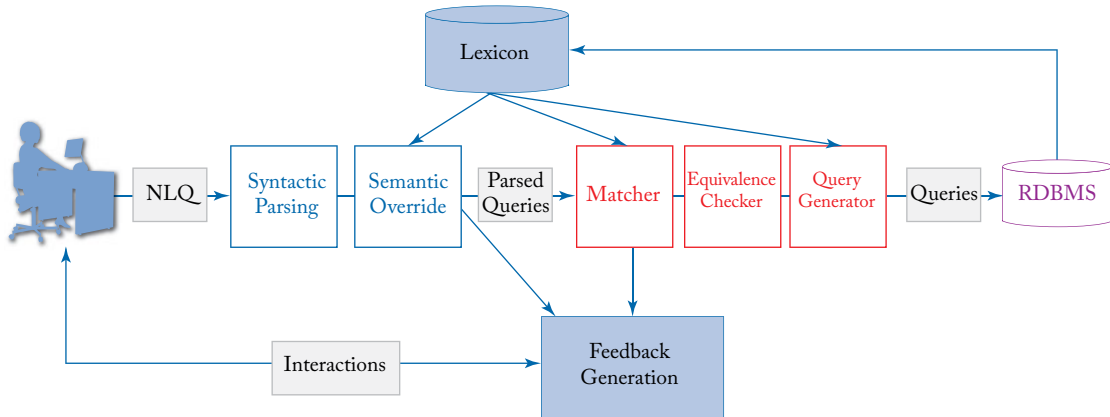 Lexicon
NLQ
Syntactic
Parsing
Semantic
Override
Parsed
Queries
Matcher
Equivalence
Checker
Query
Generator
Queries
RDBMS
Interactions
Feedback
Generation